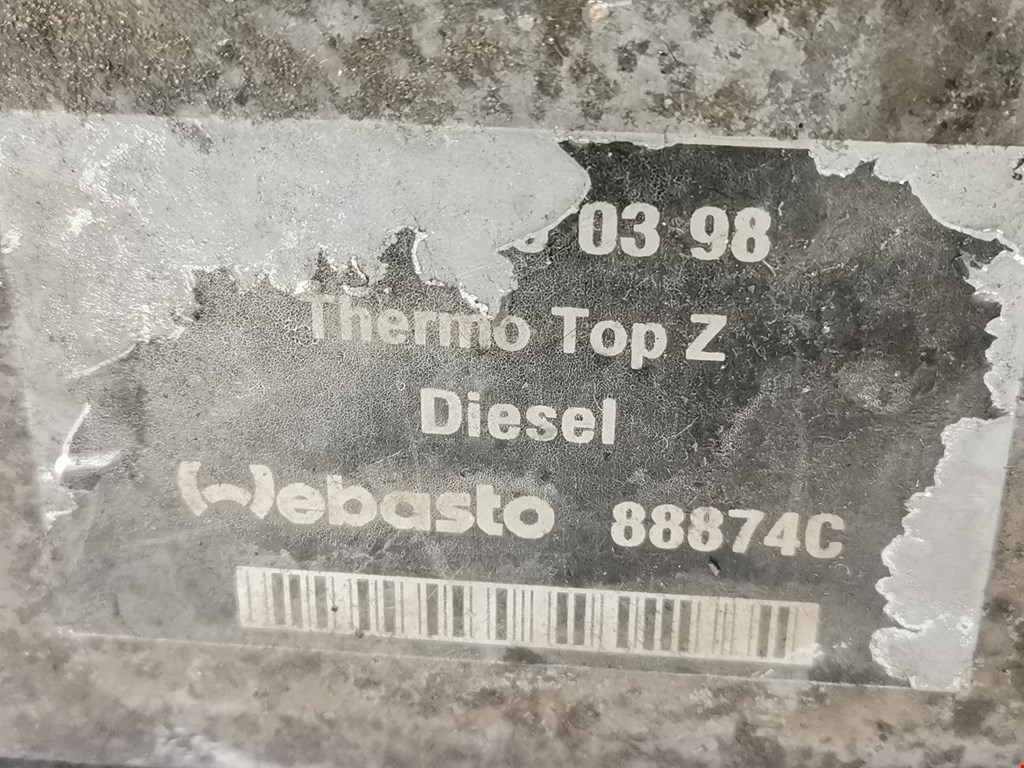 03 98
Thermo Top Z
Diesel
Webasto 88874C